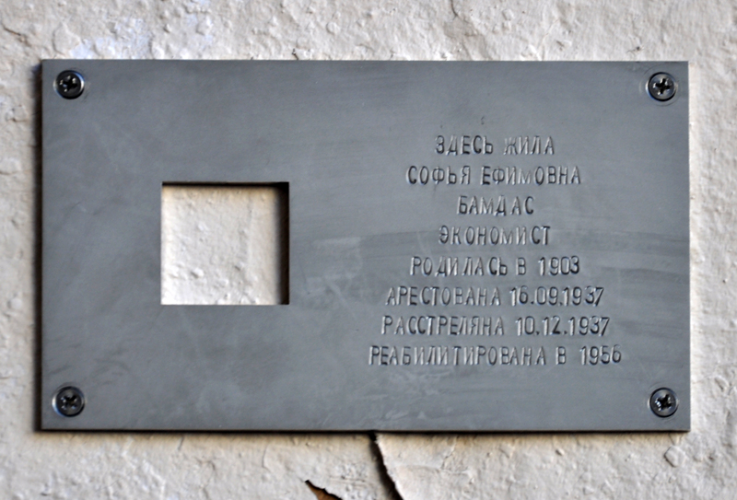 ЗДЕСЬ ЖИЛА
СОФЬЯ ЕФИМОВНА
БАМДАС
ЭКОНОМИСТ
РОДИЛАСЬ В 1903
АРЕСТОВАНА 16.09.1937
РАССТРЕЛЯНА 10.12.1937
РЕАБИЛИТИРОВАНА В 1956